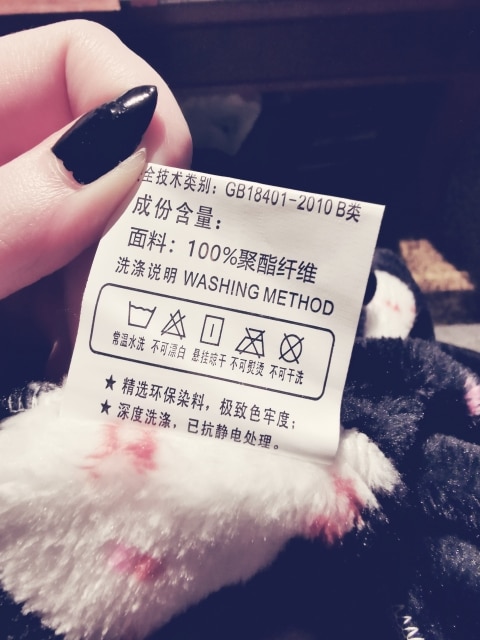 全技术类别：GB18401-2010 B类
成份含量：
面料：100%聚酯纤维
洗涤说明 WASHING METHOD
常温水洗 不可漂白 悬挂晾干 不可熨烫 不可干洗
★ 精选环保染料，极致色牢度；
★ 深度洗涤，已抗静电处理。